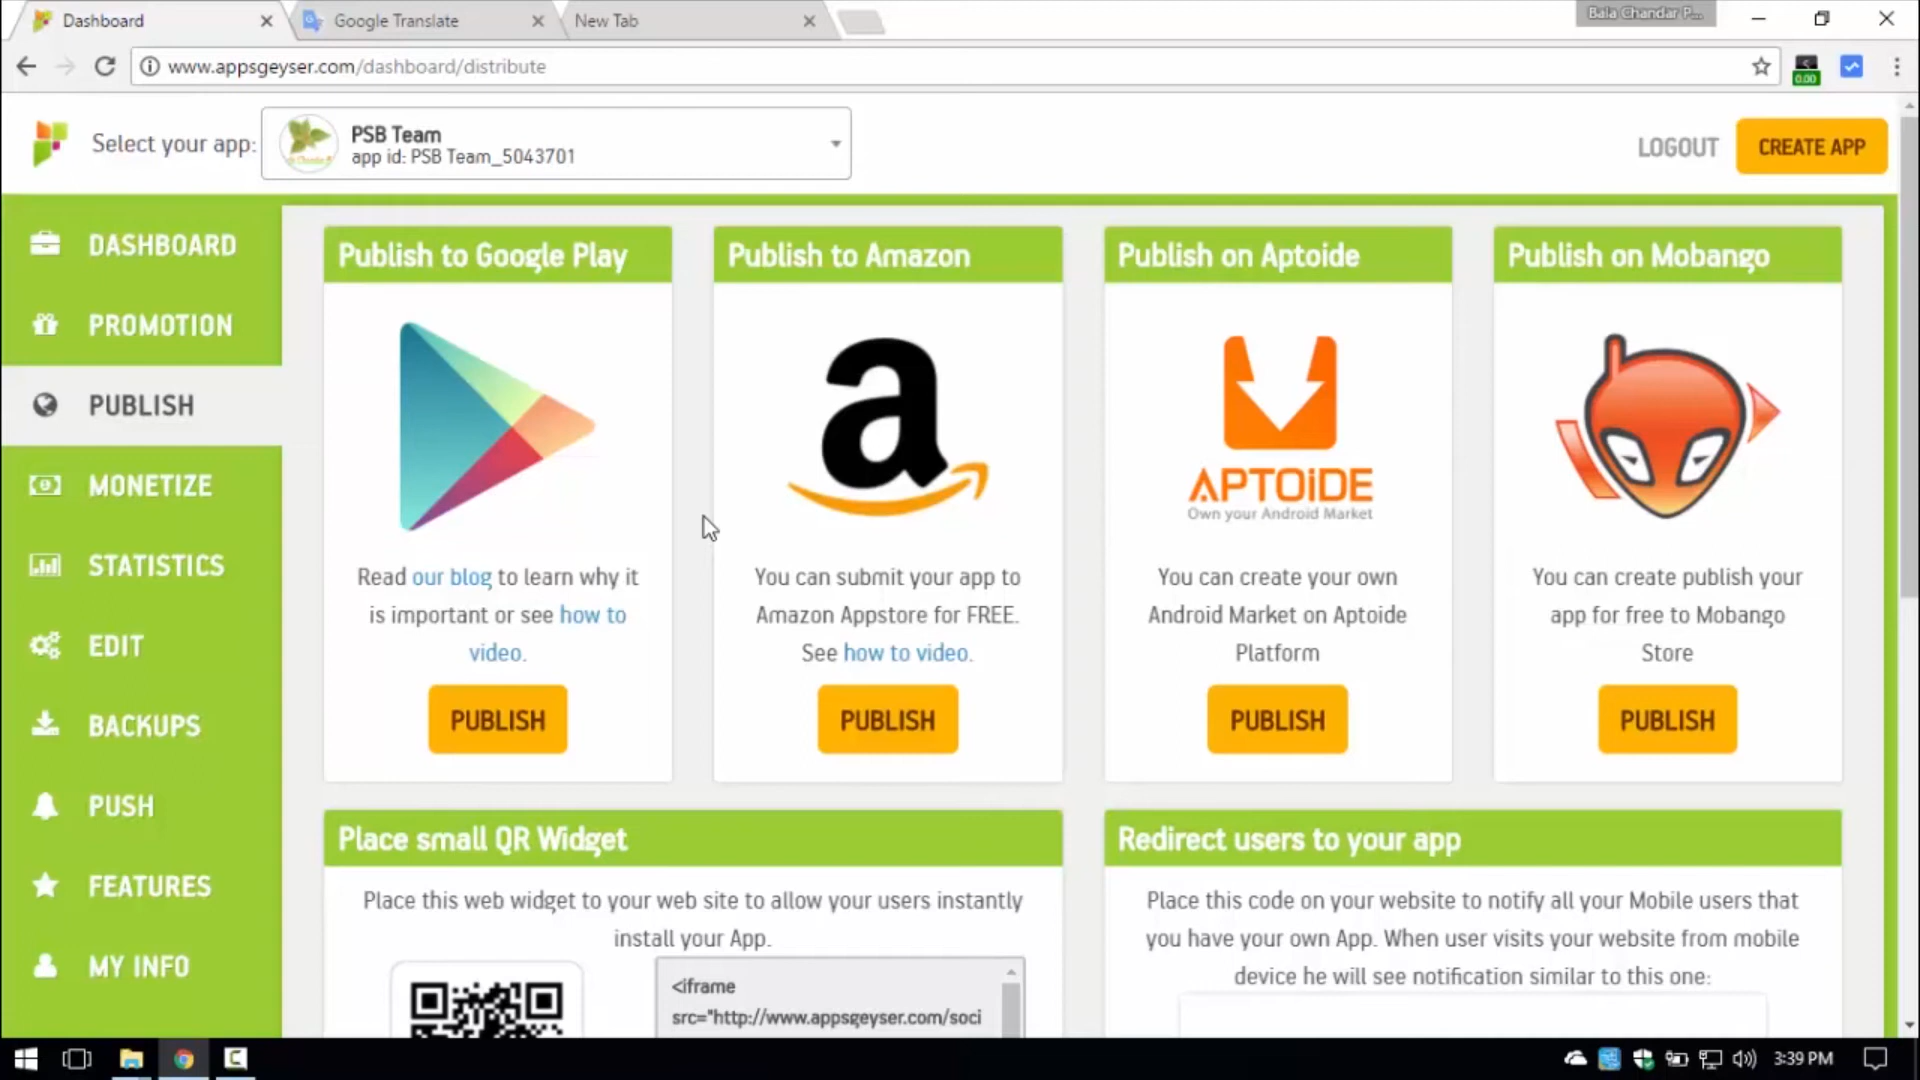 Dashboard
Google Translate
New Tab
Bala Chandar P...
www.appsgeyser.com/dashboard/distribute
0.00
Select your app:
PSB Team
app id: PSB Team_5043701
LOGOUT
CREATE APP
DASHBOARD
PROMOTION
PUBLISH
MONETIZE
STATISTICS
EDIT
BACKUPS
PUSH
FEATURES
MY INFO
Publish to Google Play
Read our blog to learn why it
is important or see how to
video.
PUBLISH
Publish to Amazon
a
You can submit your app to
Amazon Appstore for FREE.
See how to video.
PUBLISH
Publish on Aptoide
APTOiDE
Own your Android Market
You can create your own
Android Market on Aptoide
Platform
PUBLISH
Publish on Mobango
You can create publish your
app for free to Mobango
Store
PUBLISH
Place small QR Widget
Place this web widget to your web site to allow your users instantly
install your App.
<iframe
src="http://www.appsgeyser.com/soci
Redirect users to your app
Place this code on your website to notify all your Mobile users that
you have your own App. When user visits your website from mobile
device he will see notification similar to this one:
3:39 PM